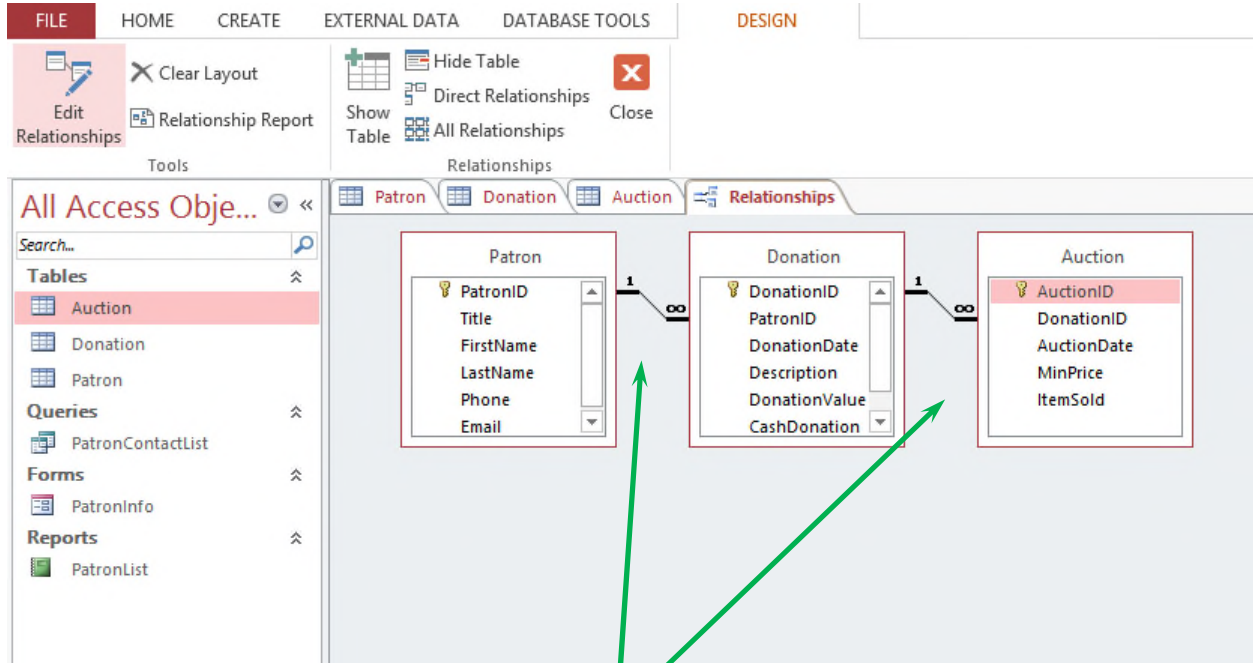 FILE HOME CREATE EXTERNAL DATA DATABASE TOOLS DESIGN
Edit Relationships
Clear Layout
Relationship Report
Tools
Show Table
Hide Table
Direct Relationships
All Relationships
Close
Relationships
All Access Obje...
Search...
Tables
Auction
Donation
Patron
Queries
PatronContactList
Forms
PatronInfo
Reports
PatronList
Patron Donation Auction Relationships
Patron
PatronID
Title
FirstName
LastName
Phone
Email
1
∞
Donation
DonationID
PatronID
DonationDate
Description
DonationValue
CashDonation
1
∞
Auction
AuctionID
DonationID
AuctionDate
MinPrice
ItemSold